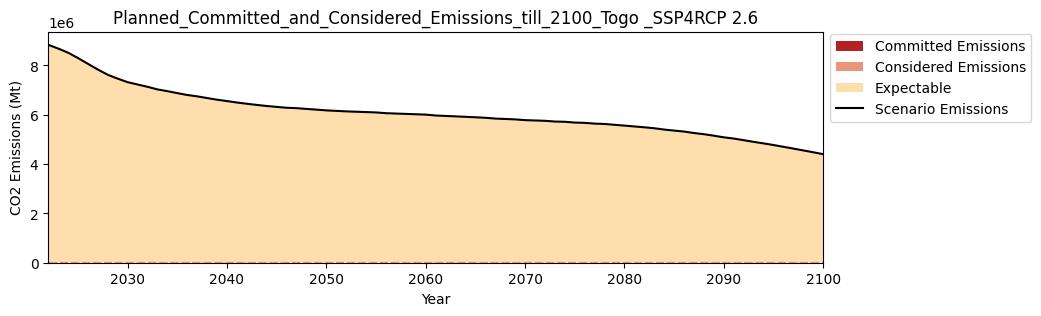 Planned_Committed_and_Considered_Emissions_till_2100_Togo _SSP4RCP 2.6
1e6
8
6
4
2
0
CO2 Emissions (Mt)
2030 2040 2050 2060 2070 2080 2090 2100
Year
Committed Emissions
Considered Emissions
Expectable
Scenario Emissions